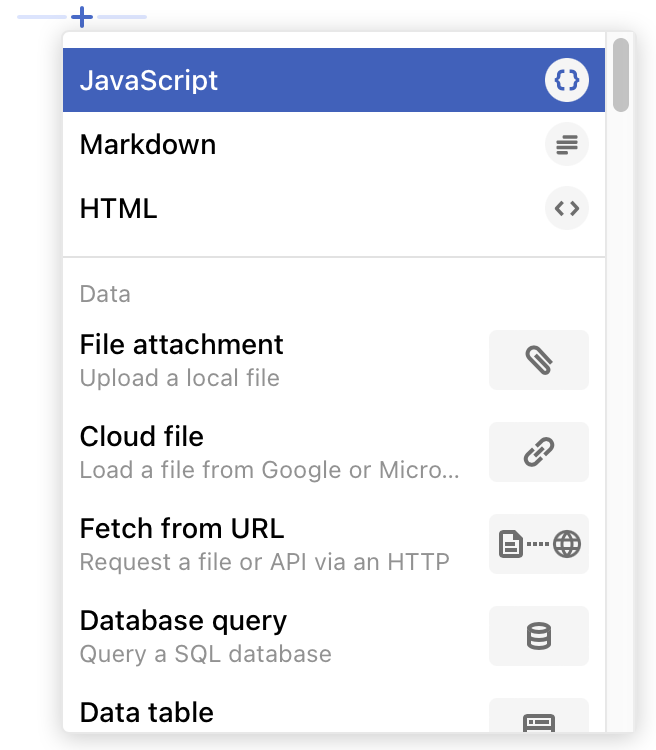 JavaScript
Markdown
HTML
Data
File attachment
Upload a local file
Cloud file
Load a file from Google or Micro...
Fetch from URL
Request a file or API via an HTTP
Database query
Query a SQL database
Data table